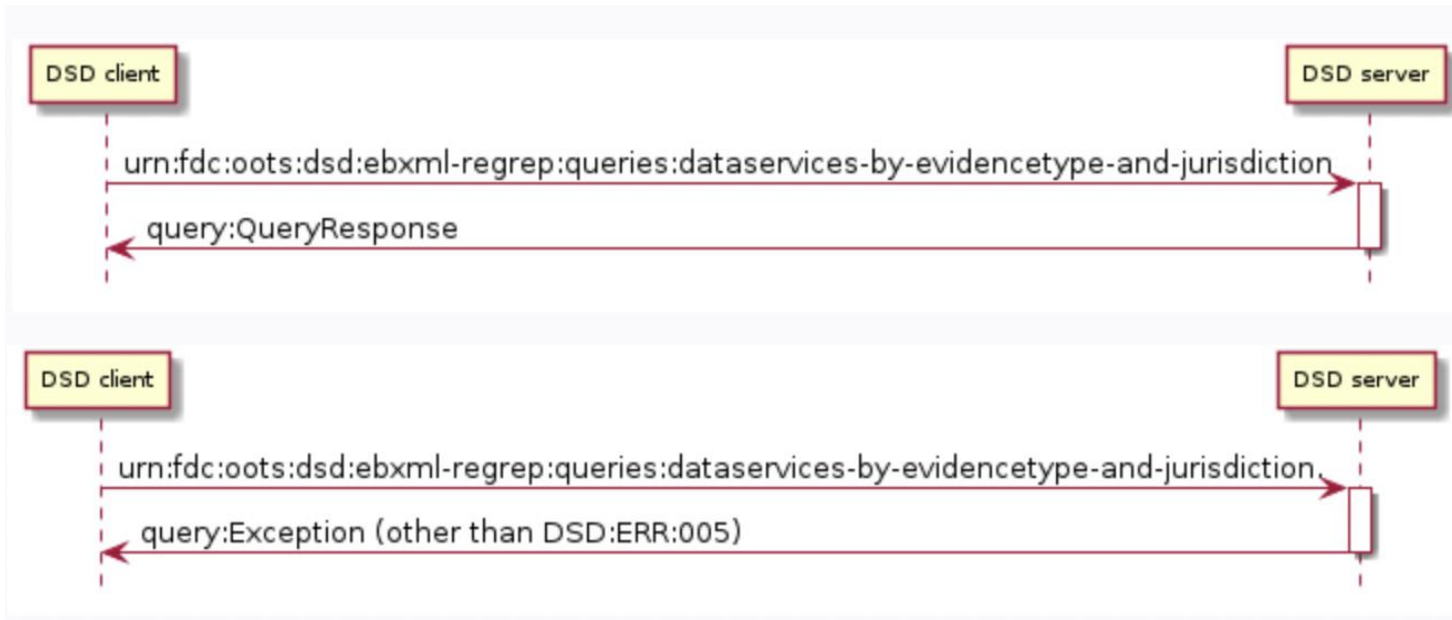 DSD client
DSD server
urn:fdc:oots:dsd:ebxml-regrep:queries:dataservices-by-evidencetype-and-jurisdiction
query:QueryResponse
DSD client
DSD server
urn:fdc:oots:dsd:ebxml-regrep:queries:dataservices-by-evidencetype-and-jurisdiction.
query:Exception (other than DSD:ERR:005)